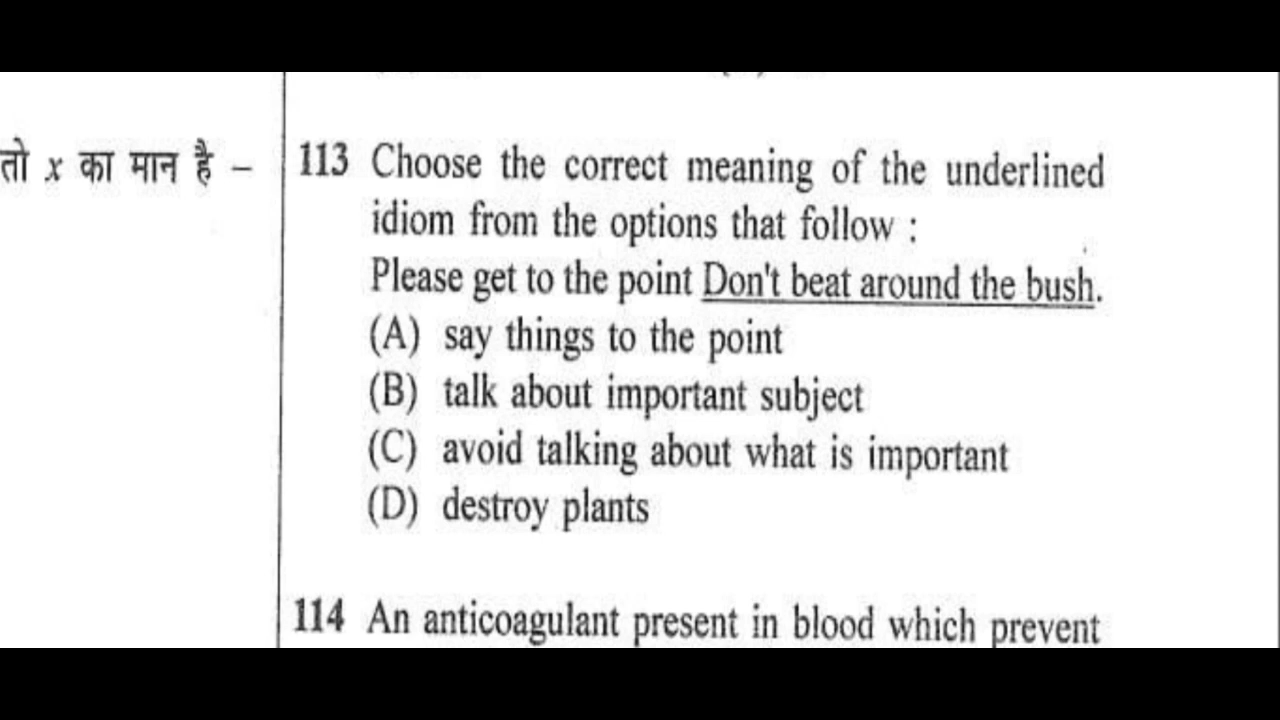 तो x का मान है –
113 Choose the correct meaning of the underlined
idiom from the options that follow :
Please get to the point Don't beat around the bush.
(A) say things to the point
(B) talk about important subject
(C) avoid talking about what is important
(D) destroy plants
114 An anticoagulant present in blood which prevent